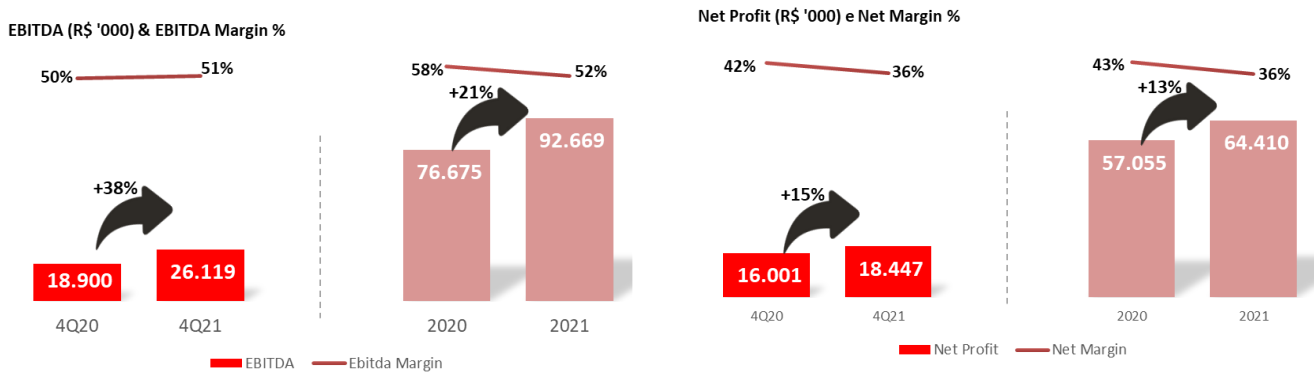 EBITDA (R$ '000) & EBITDA Margin %
50%
51%
58%
52%
+38%
+21%
18.900
26.119
76.675
92.669
4Q20
4Q21
2020
2021
EBITDA
Ebitda Margin
Net Profit (R$ '000) e Net Margin %
42%
36%
43%
36%
+15%
+13%
16.001
18.447
57.055
64.410
4Q20
4Q21
2020
2021
Net Profit
Net Margin